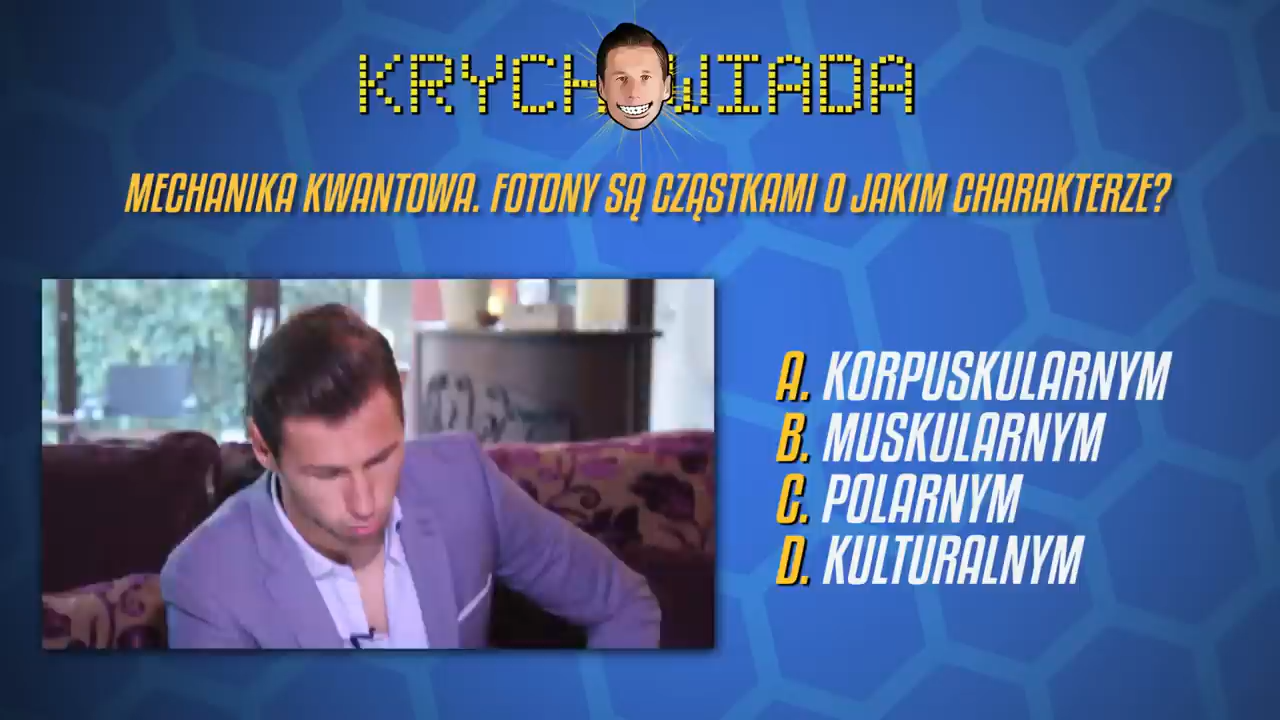 KRYCHOWIADA
MECHANIKA KWANTOWA. FOTONY SĄ CZĄSTKAMI O JAKIM CHARAKTERZE?
A. KORPUSKULARNYM
B. MUSKULARNYM
C. POLARNYM
D. KULTURALNYM